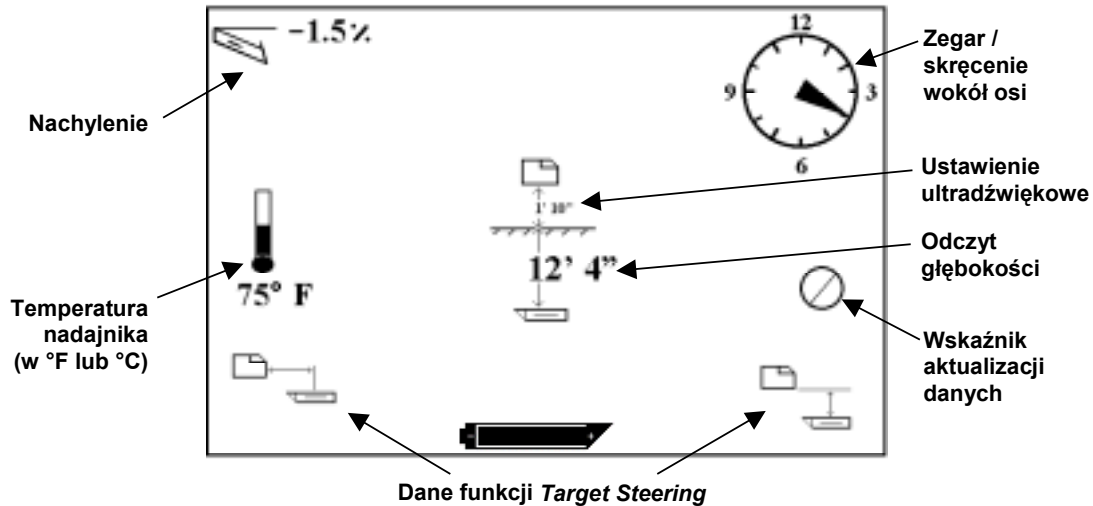 -1.5%
12
3
6
9
Zegar /
skręcenie
wokół osi
Nachylenie
Ustawienie
ultradźwiękowe
1' 10"
Odczyt
głębokości
12' 4"
75° F
Temperatura
nadajnika
(w °F lub °C)
Wskaźnik
aktualizacji
danych
- +
Dane funkcji Target Steering